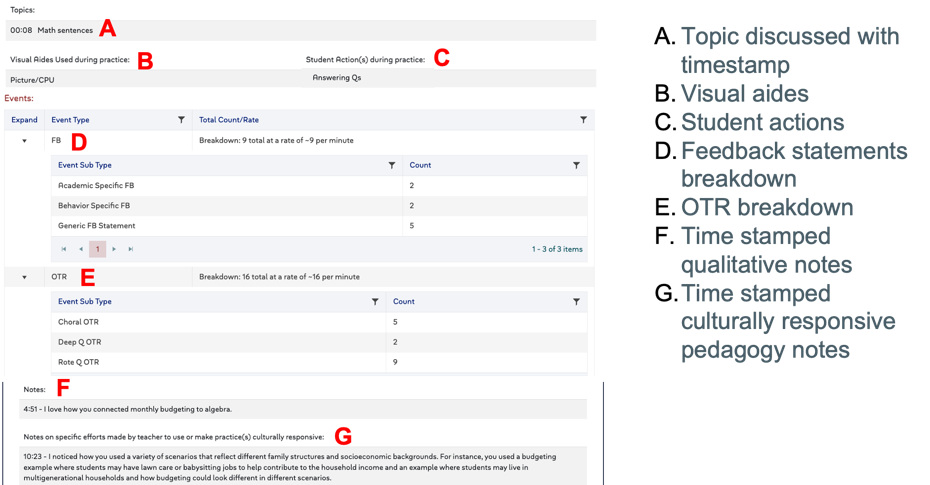 Topics:
00:08 Math sentences A
Visual Aides Used during practice: B
Student Action(s) during practice: C
Picture/CPU
Answering Qs
Events:
Expand Event Type Total Count/Rate
FB D Breakdown: 9 total at a rate of ~9 per minute
Event Sub Type Count
Academic Specific FB 2
Behavior Specific FB 2
Generic FB Statement 5
1 1 - 3 of 3 items
OTR E Breakdown: 16 total at a rate of ~16 per minute
Event Sub Type Count
Choral OTR 5
Deep Q OTR 2
Rote Q OTR 9
Notes: F
4:51 - I love how you connected monthly budgeting to algebra.
Notes on specific efforts made by teacher to use or make practice(s) culturally responsive: G
10:23 - I noticed how you used a variety of scenarios that reflect different family structures and socioeconomic backgrounds. For instance, you used a budgeting
example where students may have lawn care or babysitting jobs to help contribute to the household income and an example where students may live in
multigenerational households and how budgeting could look different in different scenarios.
A. Topic discussed with
timestamp
B. Visual aides
C. Student actions
D. Feedback statements
breakdown
E. OTR breakdown
F. Time stamped
qualitative notes
G. Time stamped
culturally responsive
pedagogy notes